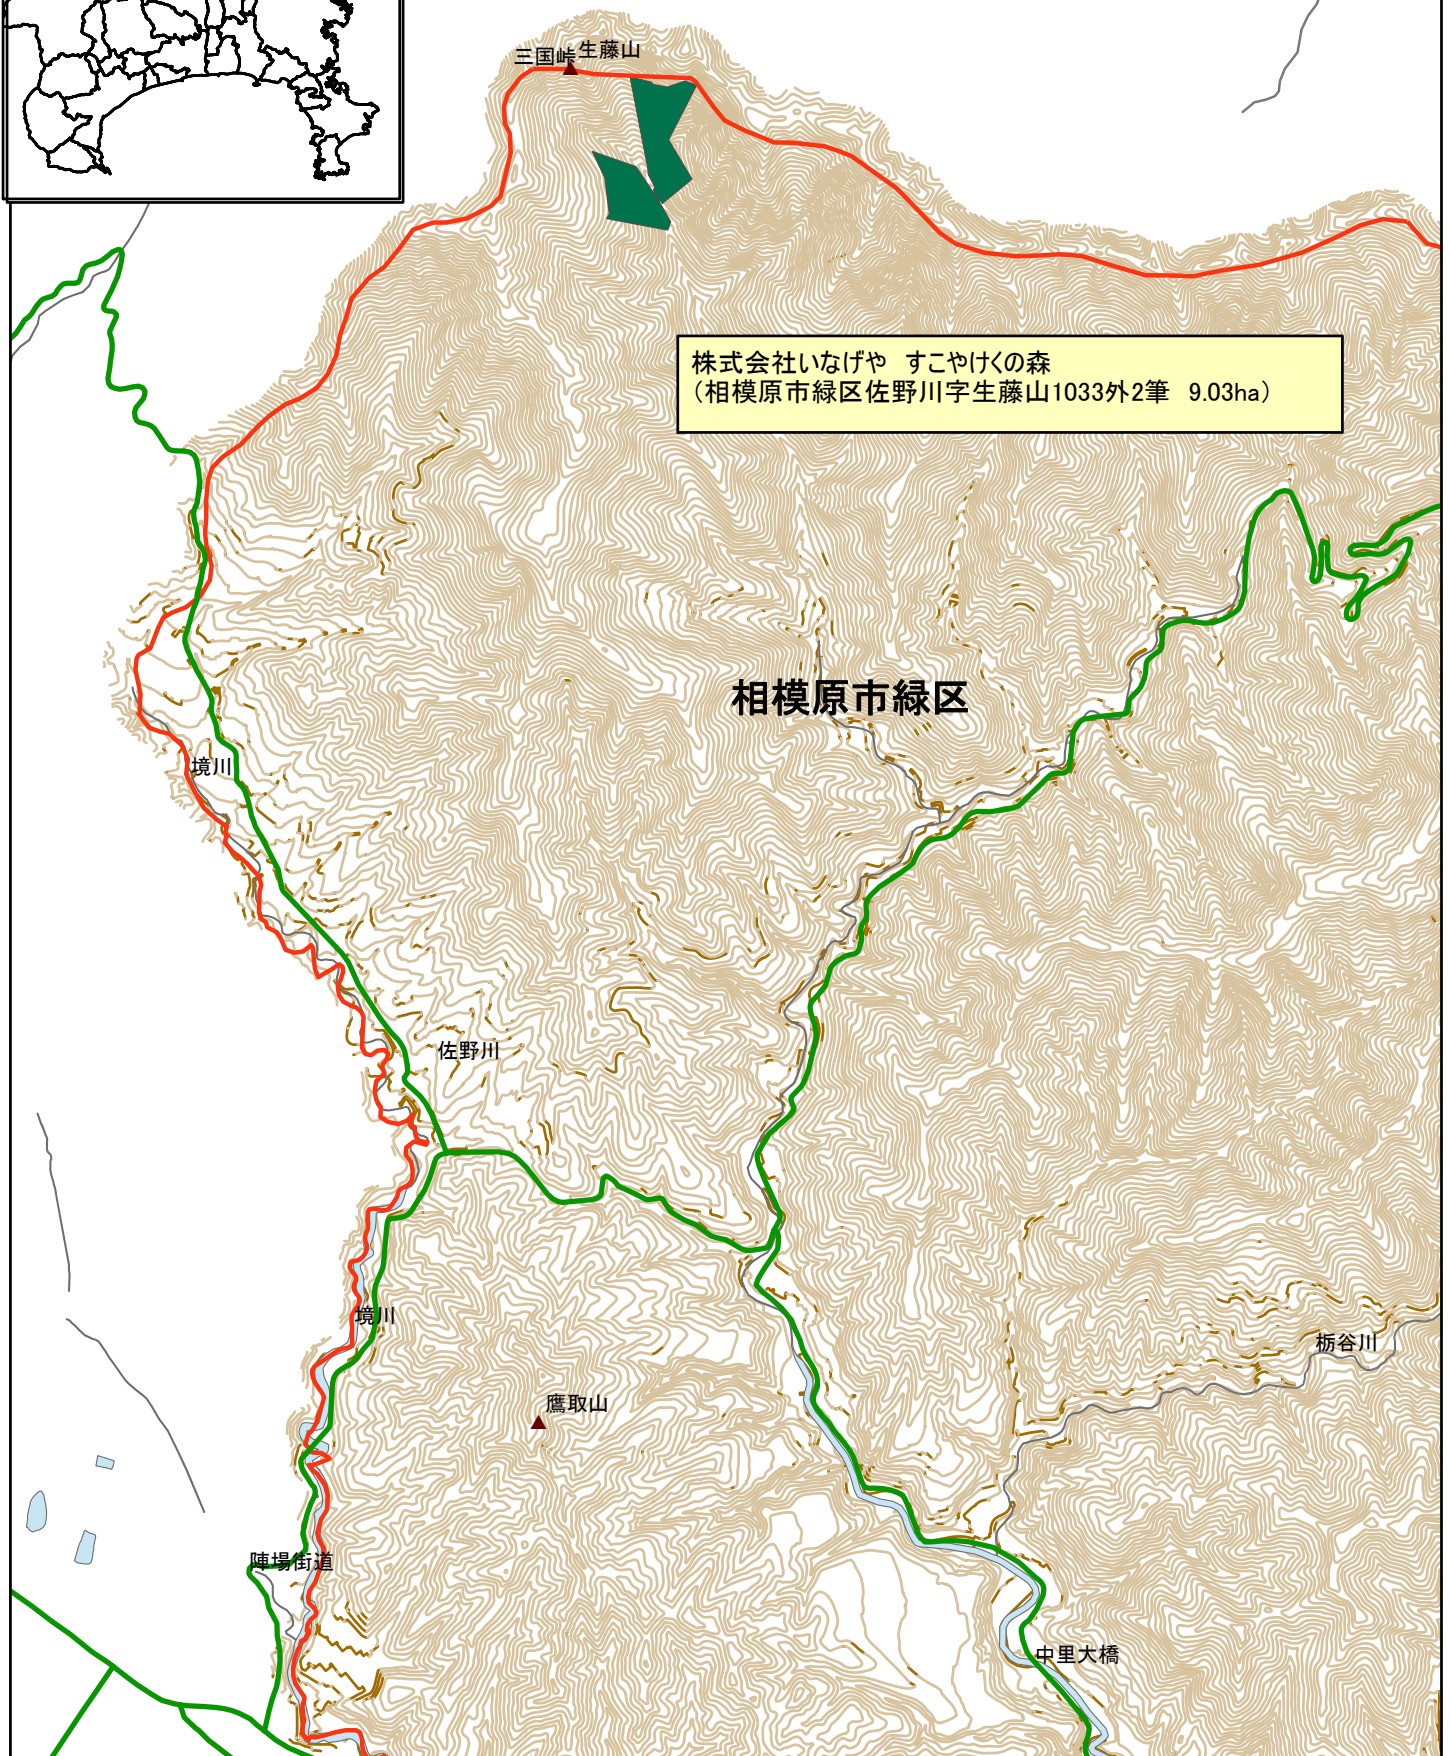 三国峠
生藤山
株式会社いなげや　すこやけくの森
（相模原市緑区佐野川字生藤山1033外2筆　9.03ha）
相模原市緑区
境川
佐野川
境川
栃谷川
鷹取山
陣場街道
中里大橋